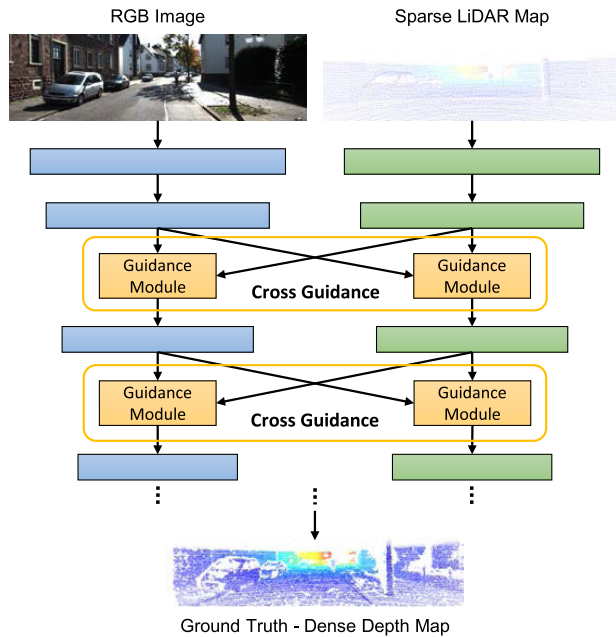 RGB Image
Sparse LiDAR Map
Guidance
Module
Guidance
Module
Cross Guidance
Guidance
Module
Guidance
Module
Cross Guidance
Ground Truth - Dense Depth Map